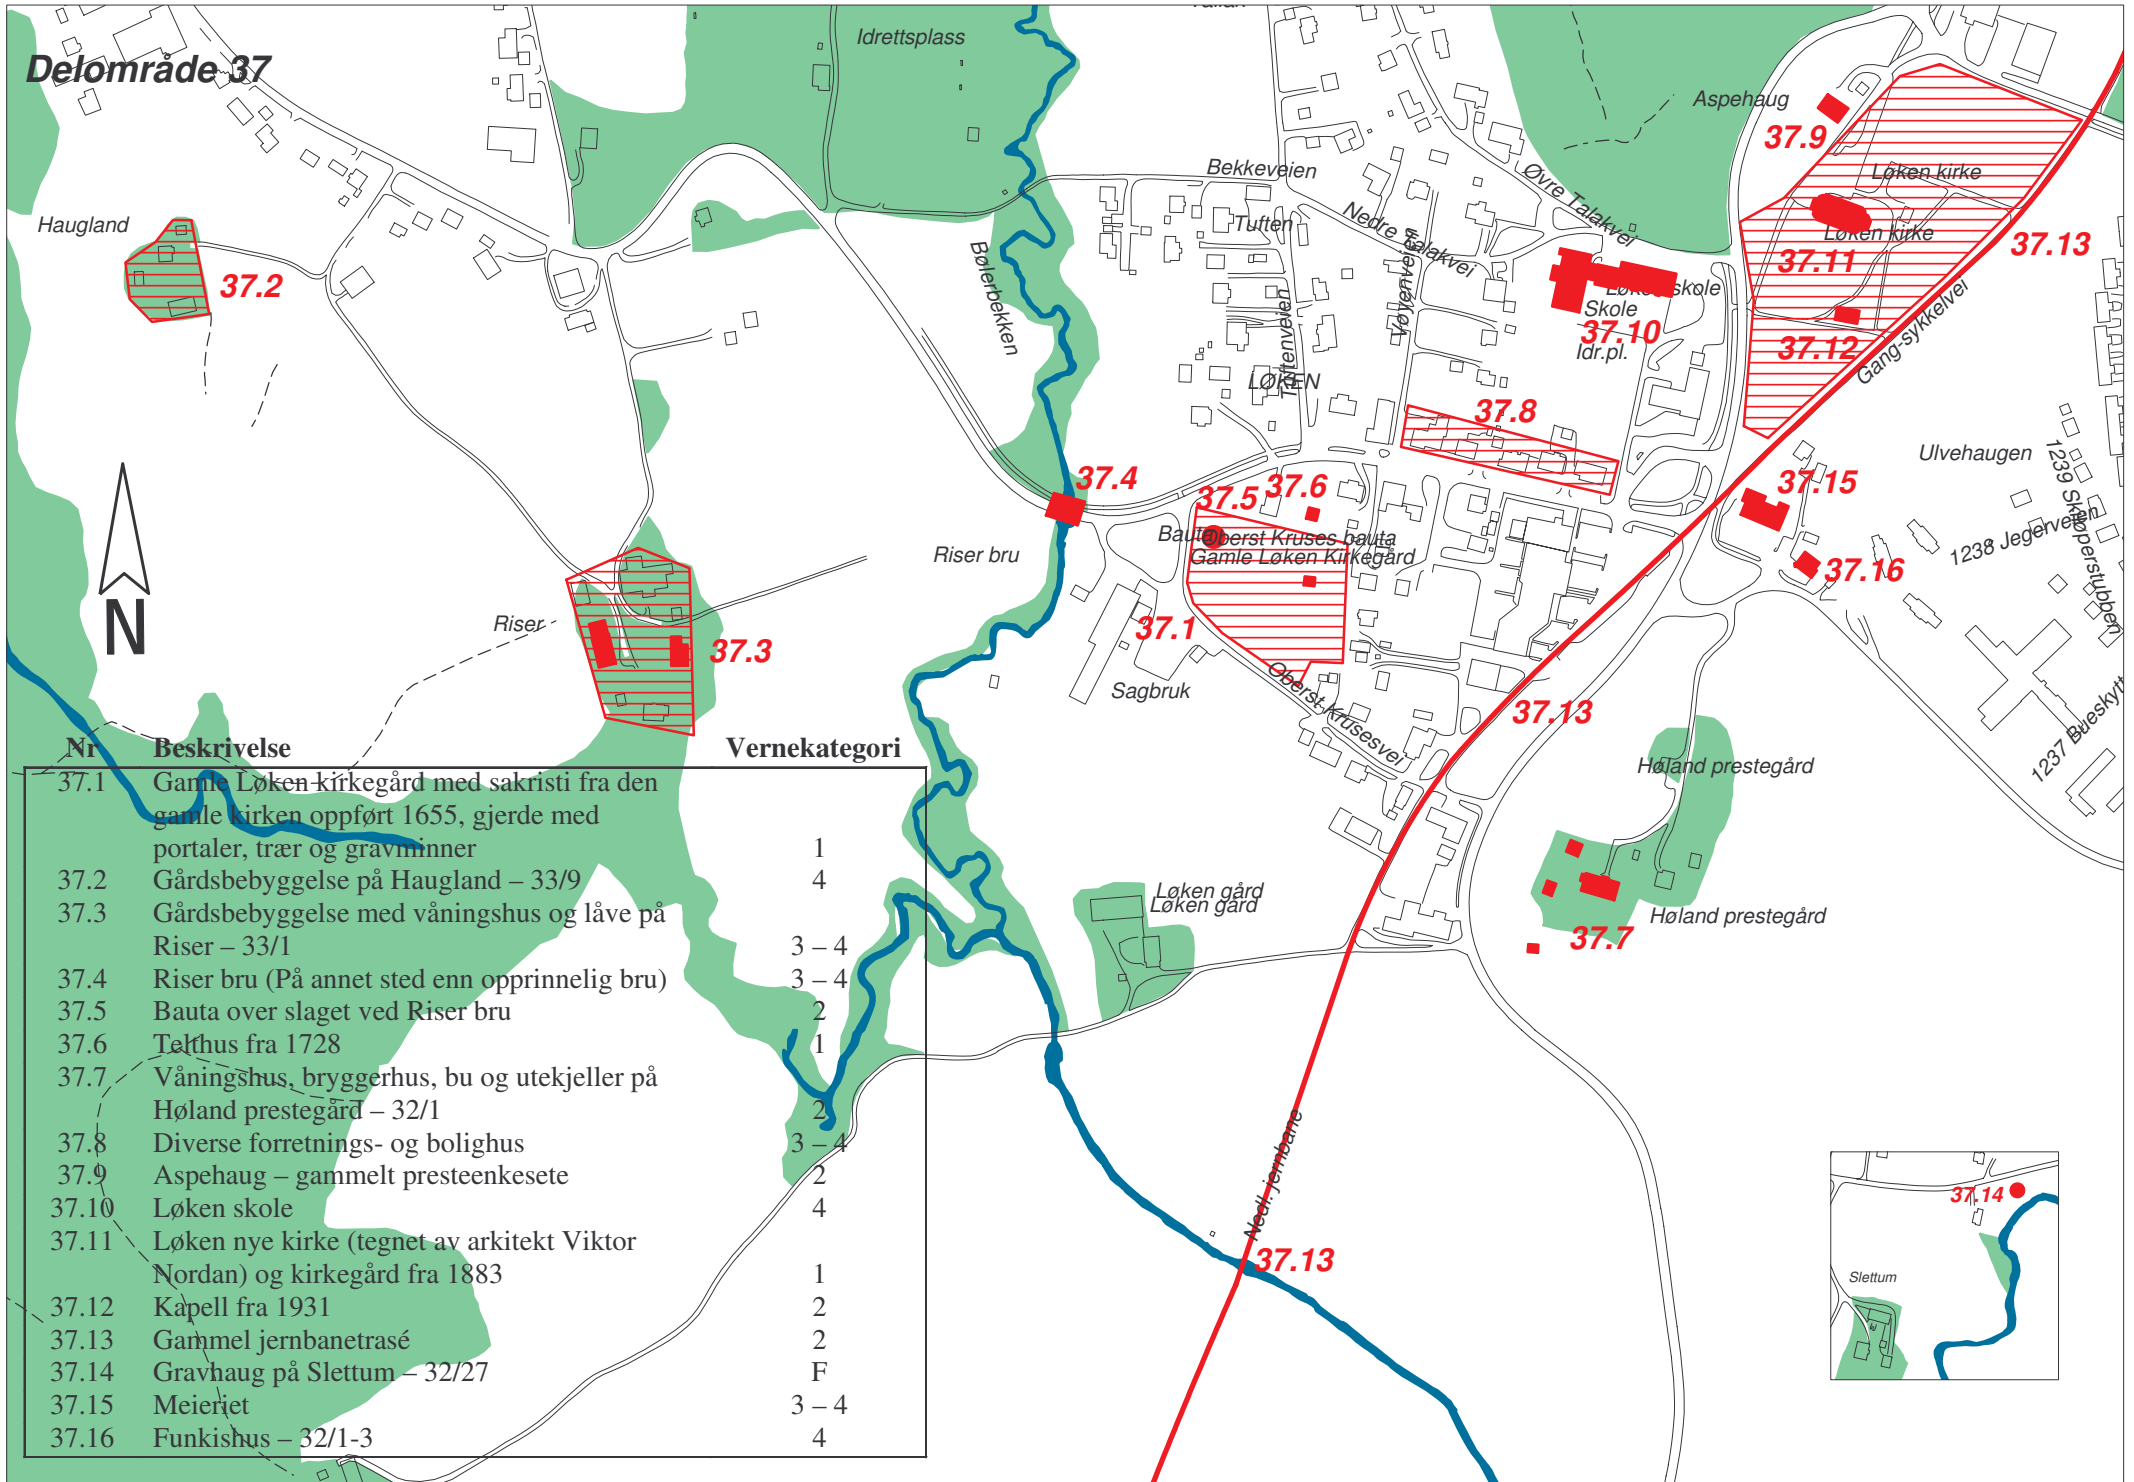 Delområde 37
Idrettsplass
Aspehaug
37.9
Løken kirke
Bekkeveien
Øvre Talakvei
Haugland
Tuften
Nedre Talakvei
Løken kirke
37.13
37.11
37.2
Bølerbekken
Vøyenveien
Løken skole
Skole
37.10
Tuftenveien
Idr.pl.
37.12
Gang-sykkelvei
LØKEN
37.8
Ulvehaugen
1239 Skiløperstubben
37.4
37.5
37.6
37.15
Bauta
Oberst Kruses bauta
Gamle Løken Kirkegård
Riser bru
1238 Jegerveien
37.16
N
Riser
37.3
37.1
Sagbruk
Oberst Krusesvei
37.13
1237 Bueskytt
Høland prestegård
Løken gård
Løken gård
Høland prestegård
37.7
Nedl. jernbane
37.13
37.14
Slettum
Nr Beskrivelse Vernekategori
37.1 Gamle Løken kirkegård med sakristi fra den
gamle kirken oppført 1655, gjerde med
portaler, trær og gravminner 1
37.2 Gårdsbebyggelse på Haugland – 33/9 4
37.3 Gårdsbebyggelse med våningshus og låve på
Riser – 33/1 3 – 4
37.4 Riser bru (På annet sted enn opprinnelig bru) 3 – 4
37.5 Bauta over slaget ved Riser bru 2
37.6 Telthus fra 1728 1
37.7 Våningshus, bryggerhus, bu og utekjeller på
Høland prestegård – 32/1 2
37.8 Diverse forretnings- og bolighus 3 – 4
37.9 Aspehaug – gammelt presteenkesete 2
37.10 Løken skole 4
37.11 Løken nye kirke (tegnet av arkitekt Viktor
Nordan) og kirkegård fra 1883 1
37.12 Kapell fra 1931 2
37.13 Gammel jernbanetrasé 2
37.14 Gravhaug på Slettum – 32/27 F
37.15 Meieriet 3 – 4
37.16 Funkishus – 32/1-3 4